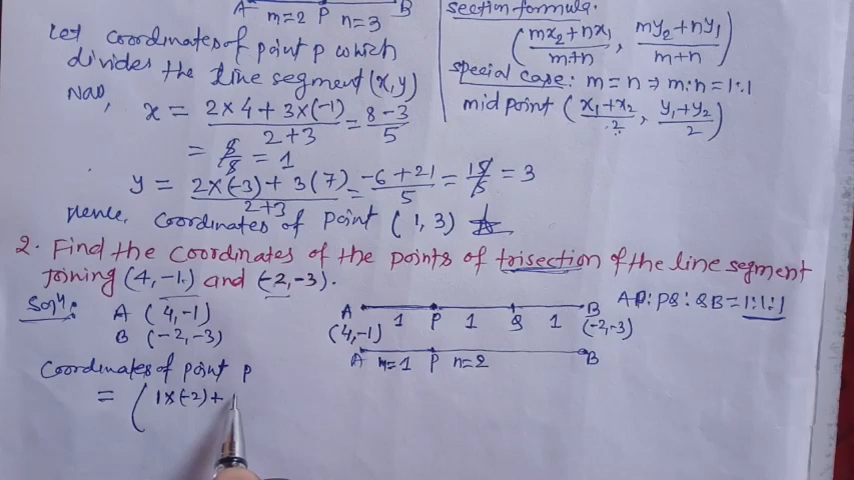 A m=2 P n=3 B
Let coordinates of point p which
divides the line segment (x,y)
Now,
x = 2×4+3×(-1) / 2+3 = 8-3 / 5
= 5/5 = 1
y = 2×(-3)+3(7) / 2+3 = -6+21 / 5 = 15/5 = 3
Hence, coordinates of point (1,3)
section formula.
(mx2+nx1 / m+n, my2+ny1 / m+n)
special case: m=n ⇒ m:n=1:1
mid point (x1+x2 / 2, y1+y2 / 2)
2. Find the coordinates of the points of trisection of the line segment
joining (4,-1) and (-2,-3).
Soln:
A (4,-1)
B (-2,-3)
A 1 P 1 Q 1 B
(4,-1) (-2,-3)
AP:PQ:QB=1:1:1
A m=1 P n=2 B
Coordinates of point p
= ( 1×(-2)+